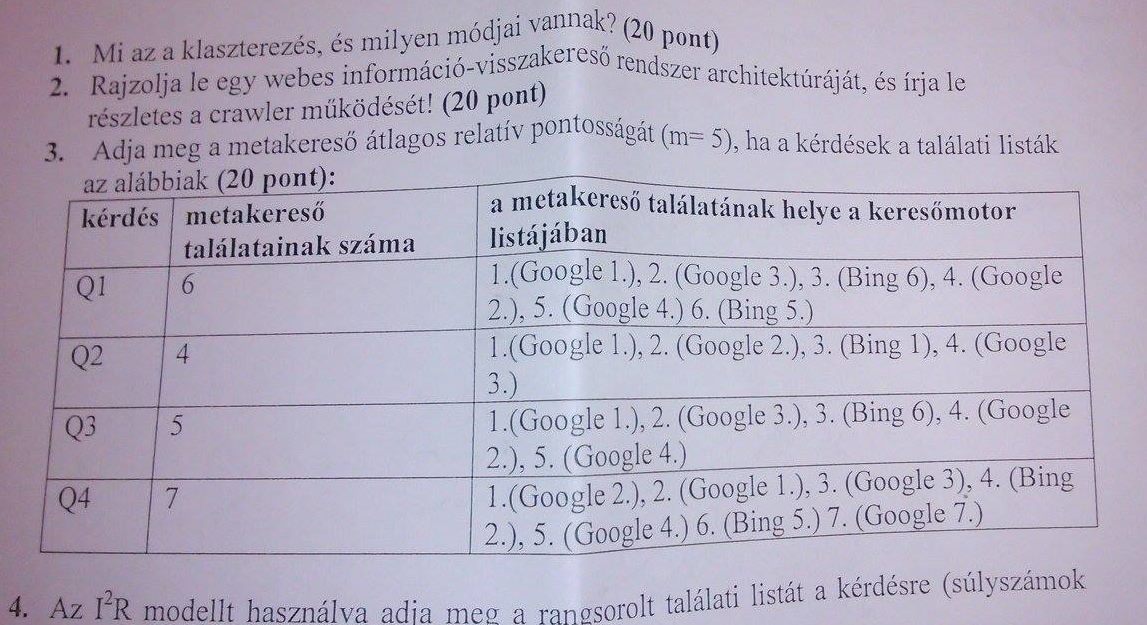 1. Mi az a klaszterezés, és milyen módjai vannak? (20 pont)
2. Rajzolja le egy webes információ-visszakereső rendszer architektúráját, és írja le
részletes a crawler működését! (20 pont)
3. Adja meg a metakereső átlagos relatív pontosságát (m= 5), ha a kérdések a találati listák
az alábbiak (20 pont):
kérdés metakereső találatainak száma a metakereső találatának helye a keresőmotor
listájában
Q1 6 1.(Google 1.), 2. (Google 3.), 3. (Bing 6), 4. (Google
2.), 5. (Google 4.) 6. (Bing 5.)
Q2 4 1.(Google 1.), 2. (Google 2.), 3. (Bing 1), 4. (Google
3.)
Q3 5 1.(Google 1.), 2. (Google 3.), 3. (Bing 6), 4. (Google
2.), 5. (Google 4.)
Q4 7 1.(Google 2.), 2. (Google 1.), 3. (Google 3), 4. (Bing
2.), 5. (Google 4.) 6. (Bing 5.) 7. (Google 7.)
4. Az I²R modellt használva adja meg a rangsorolt találati listát a kérdésre (súlyszámok